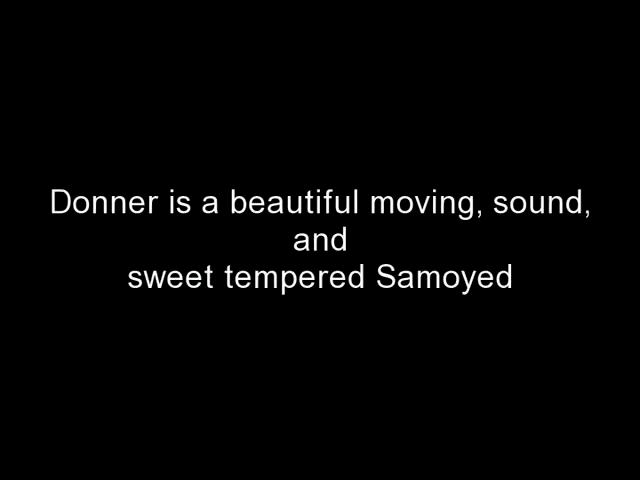 Donner is a beautiful moving, sound,
and
sweet tempered Samoyed